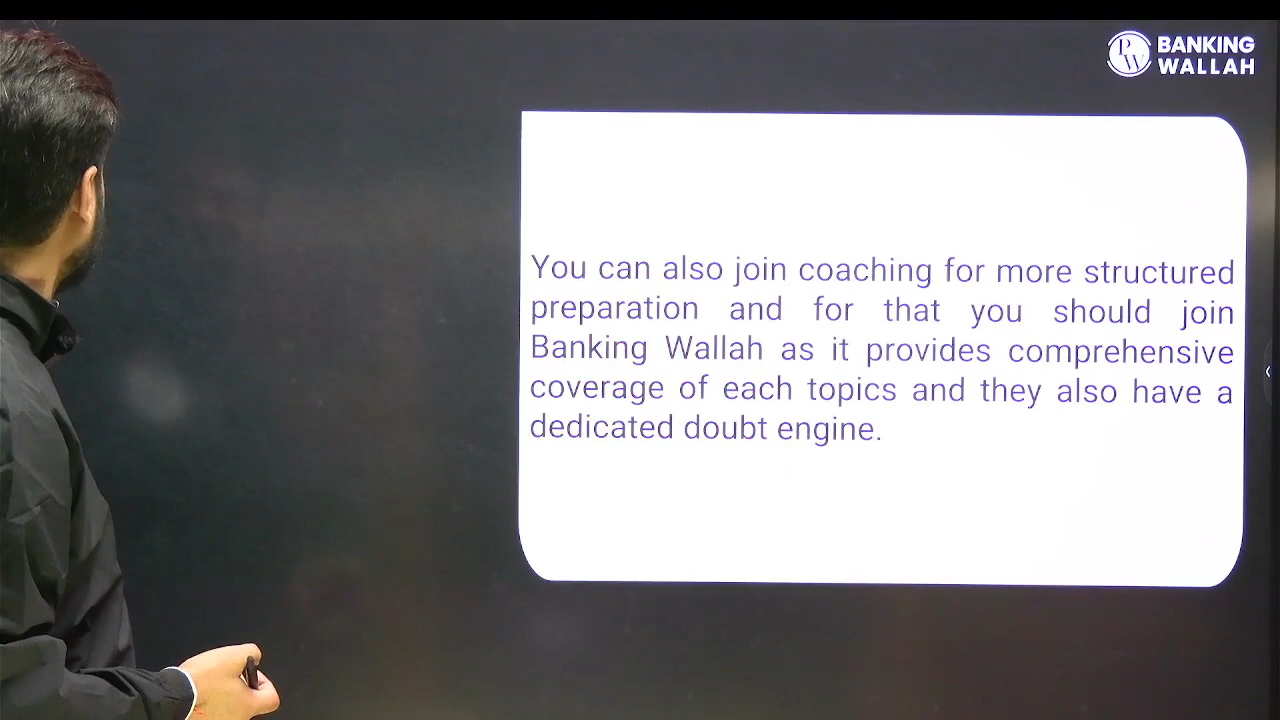 PW BANKING
WALLAH
You can also join coaching for more structured
preparation and for that you should join
Banking Wallah as it provides comprehensive
coverage of each topics and they also have a
dedicated doubt engine.